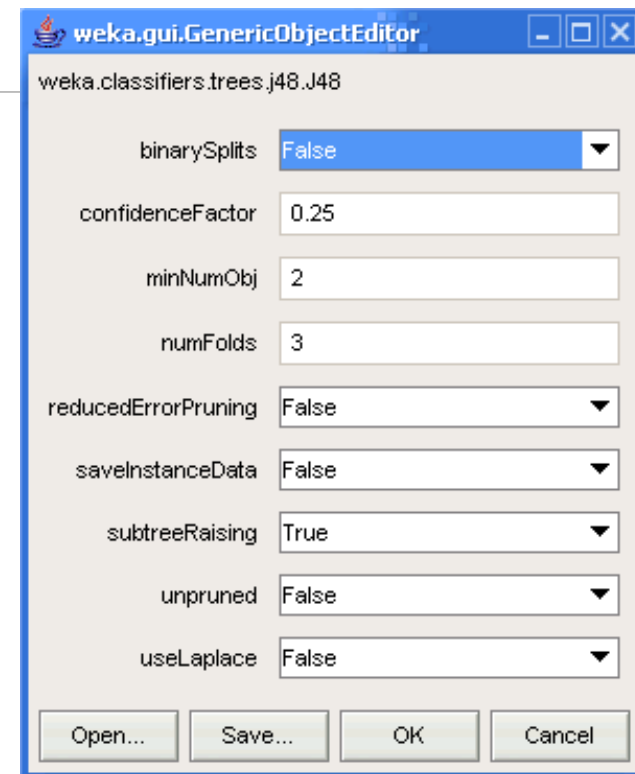 weka.gui.GenericObjectEditor
weka.classifiers.trees.j48.J48
binarySplits False
confidenceFactor 0.25
minNumObj 2
numFolds 3
reducedErrorPruning False
saveInstanceData False
subtreeRaising True
unpruned False
useLaplace False
Open... Save... OK Cancel